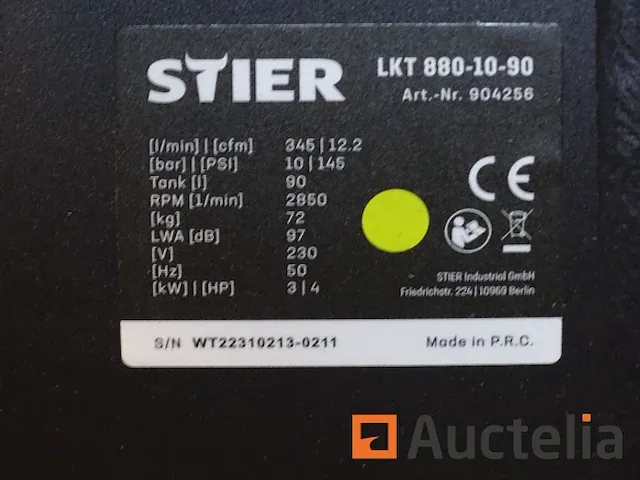 STIER
LKT 880-10-90
Art.-Nr. 904256
[l/min] | [cfm] 345 | 12.2
[bar] | [PSI] 10 | 145
Tank [l] 90
RPM [1/min] 2850
[kg] 72
LWA [dB] 97
[V] 230
[Hz] 50
[kW] | [HP] 3 | 4
CE
STIER Industrial GmbH
Friedrichstr. 224 | 10969 Berlin
S/N WT22310213-0211
Made in P.R.C.
Auctelia